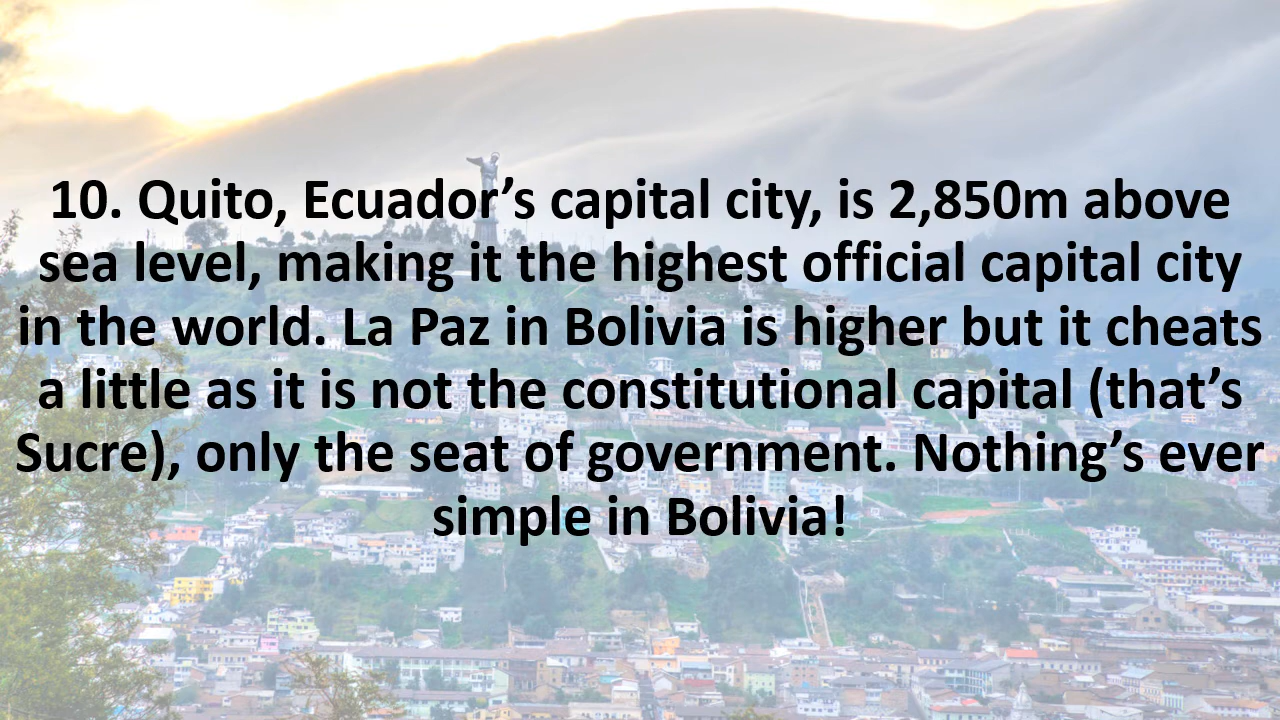 10. Quito, Ecuador’s capital city, is 2,850m above
sea level, making it the highest official capital city
in the world. La Paz in Bolivia is higher but it cheats
a little as it is not the constitutional capital (that’s
Sucre), only the seat of government. Nothing’s ever
simple in Bolivia!